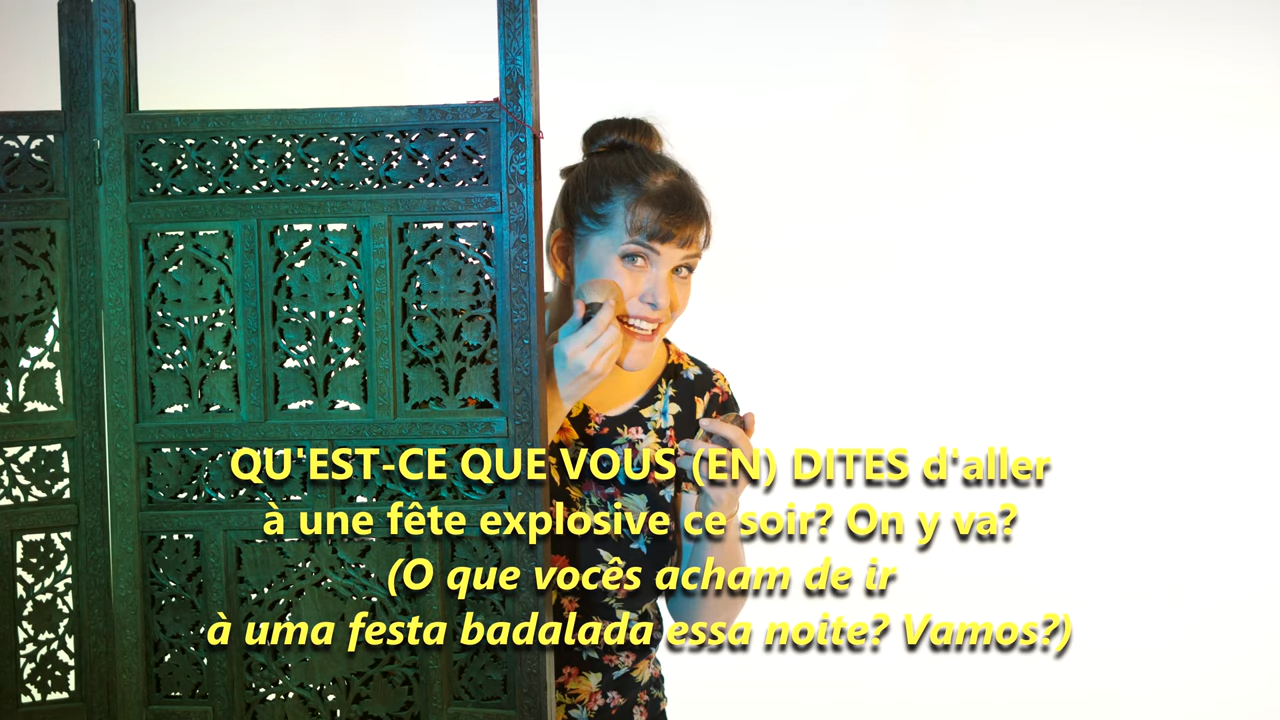 QU'EST-CE QUE VOUS (EN) DITES d'aller
à une fête explosive ce soir? On y va?
(O que vocês acham de ir
à uma festa badalada essa noite? Vamos?)